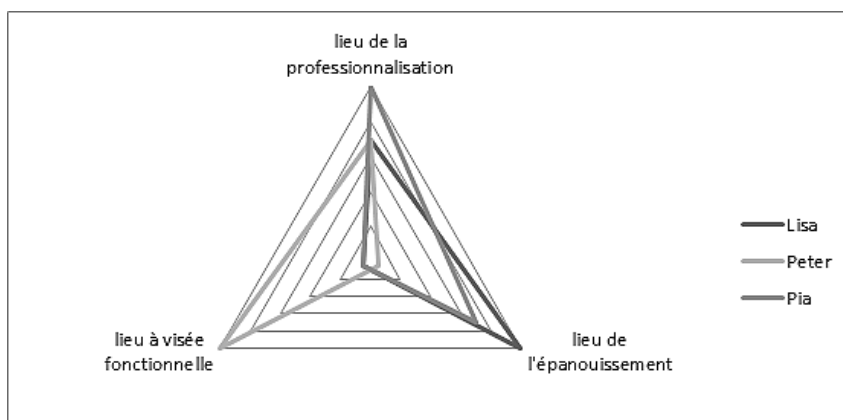 lieu de la
professionnalisation
Lisa
Peter
Pia
lieu à visée
fonctionnelle
lieu de
l'épanouissement